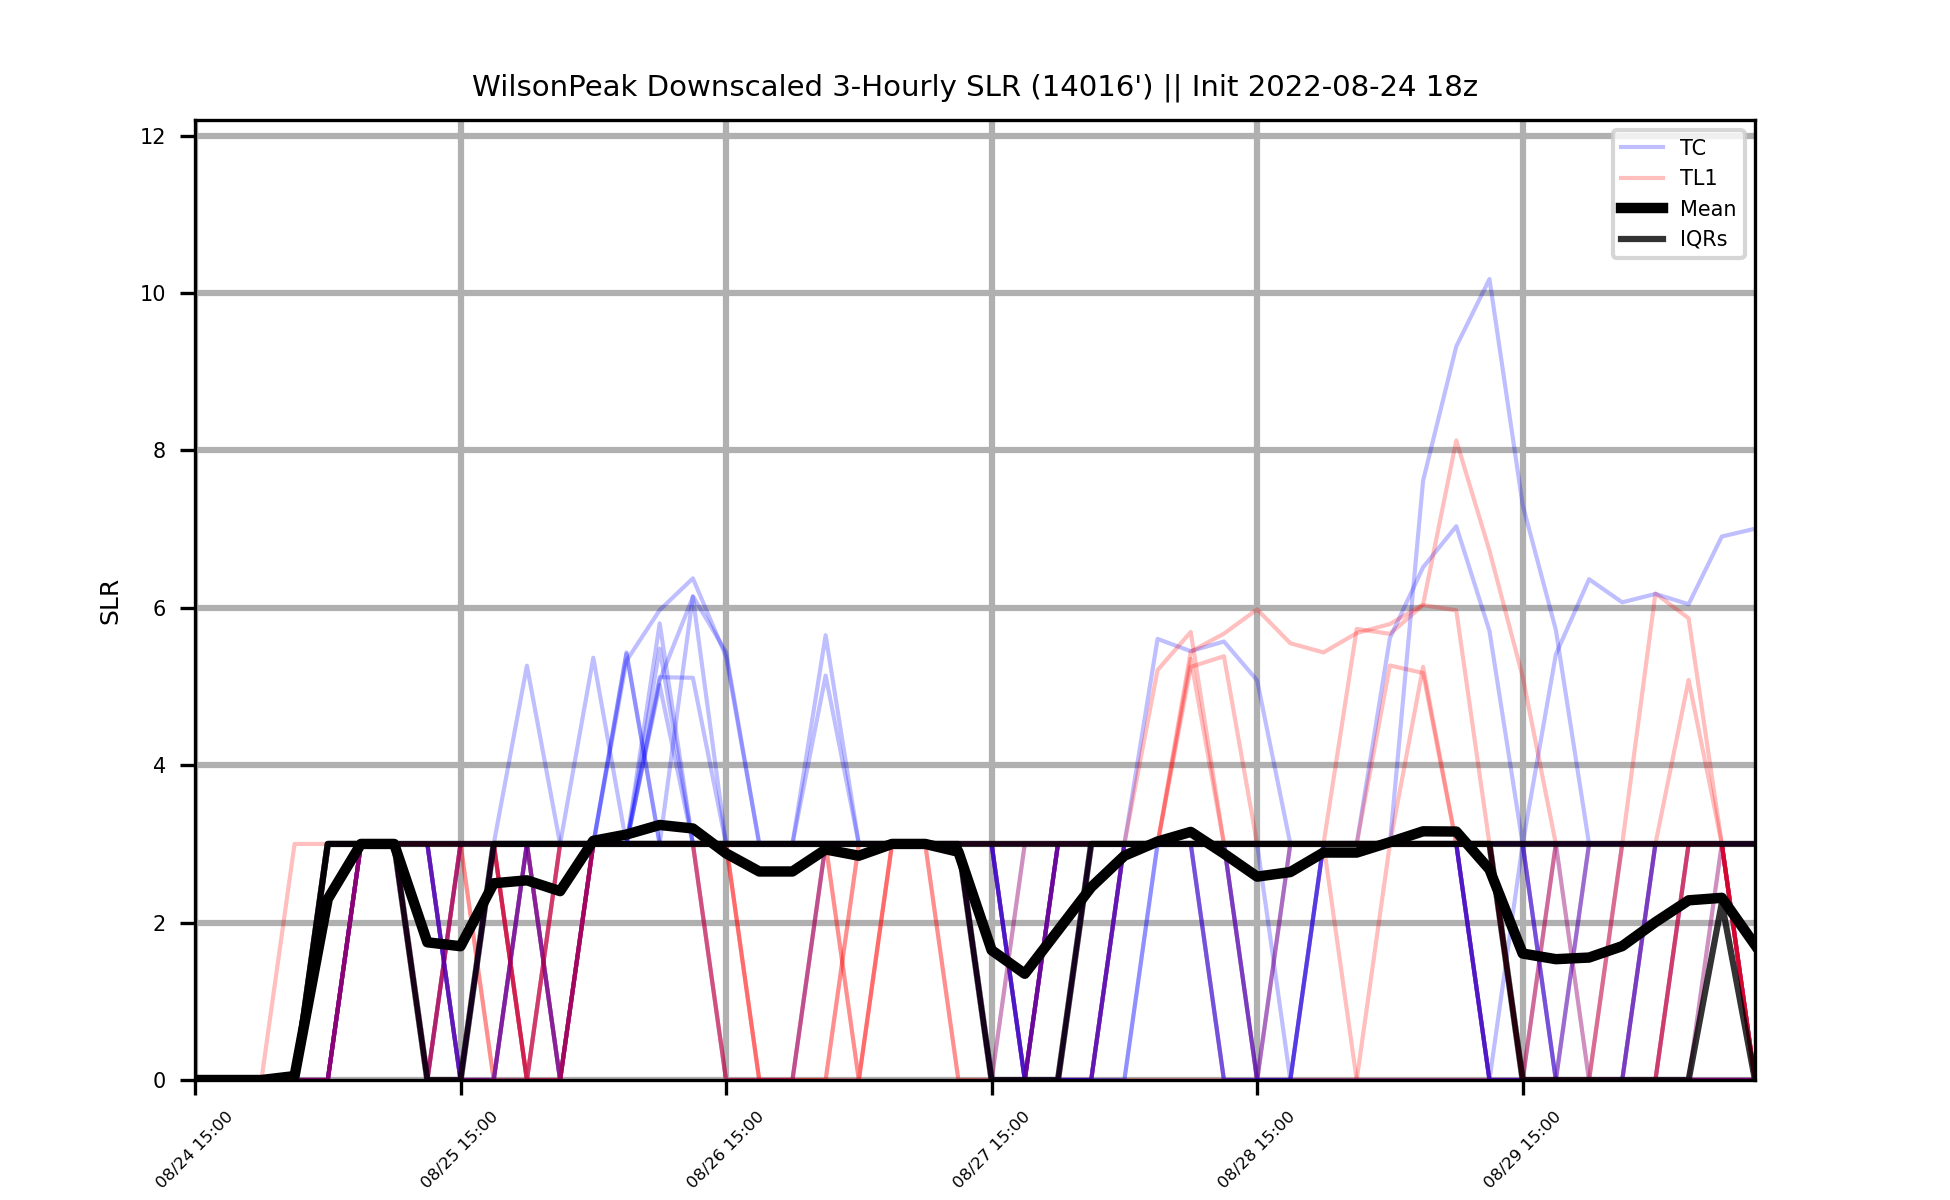 WilsonPeak Downscaled 3-Hourly SLR (14016') || Init 2022-08-24 18z
TC
TL1
Mean
IQRs
SLR
12
10
8
6
4
2
0
08/24 15:00
08/25 15:00
08/26 15:00
08/27 15:00
08/28 15:00
08/29 15:00